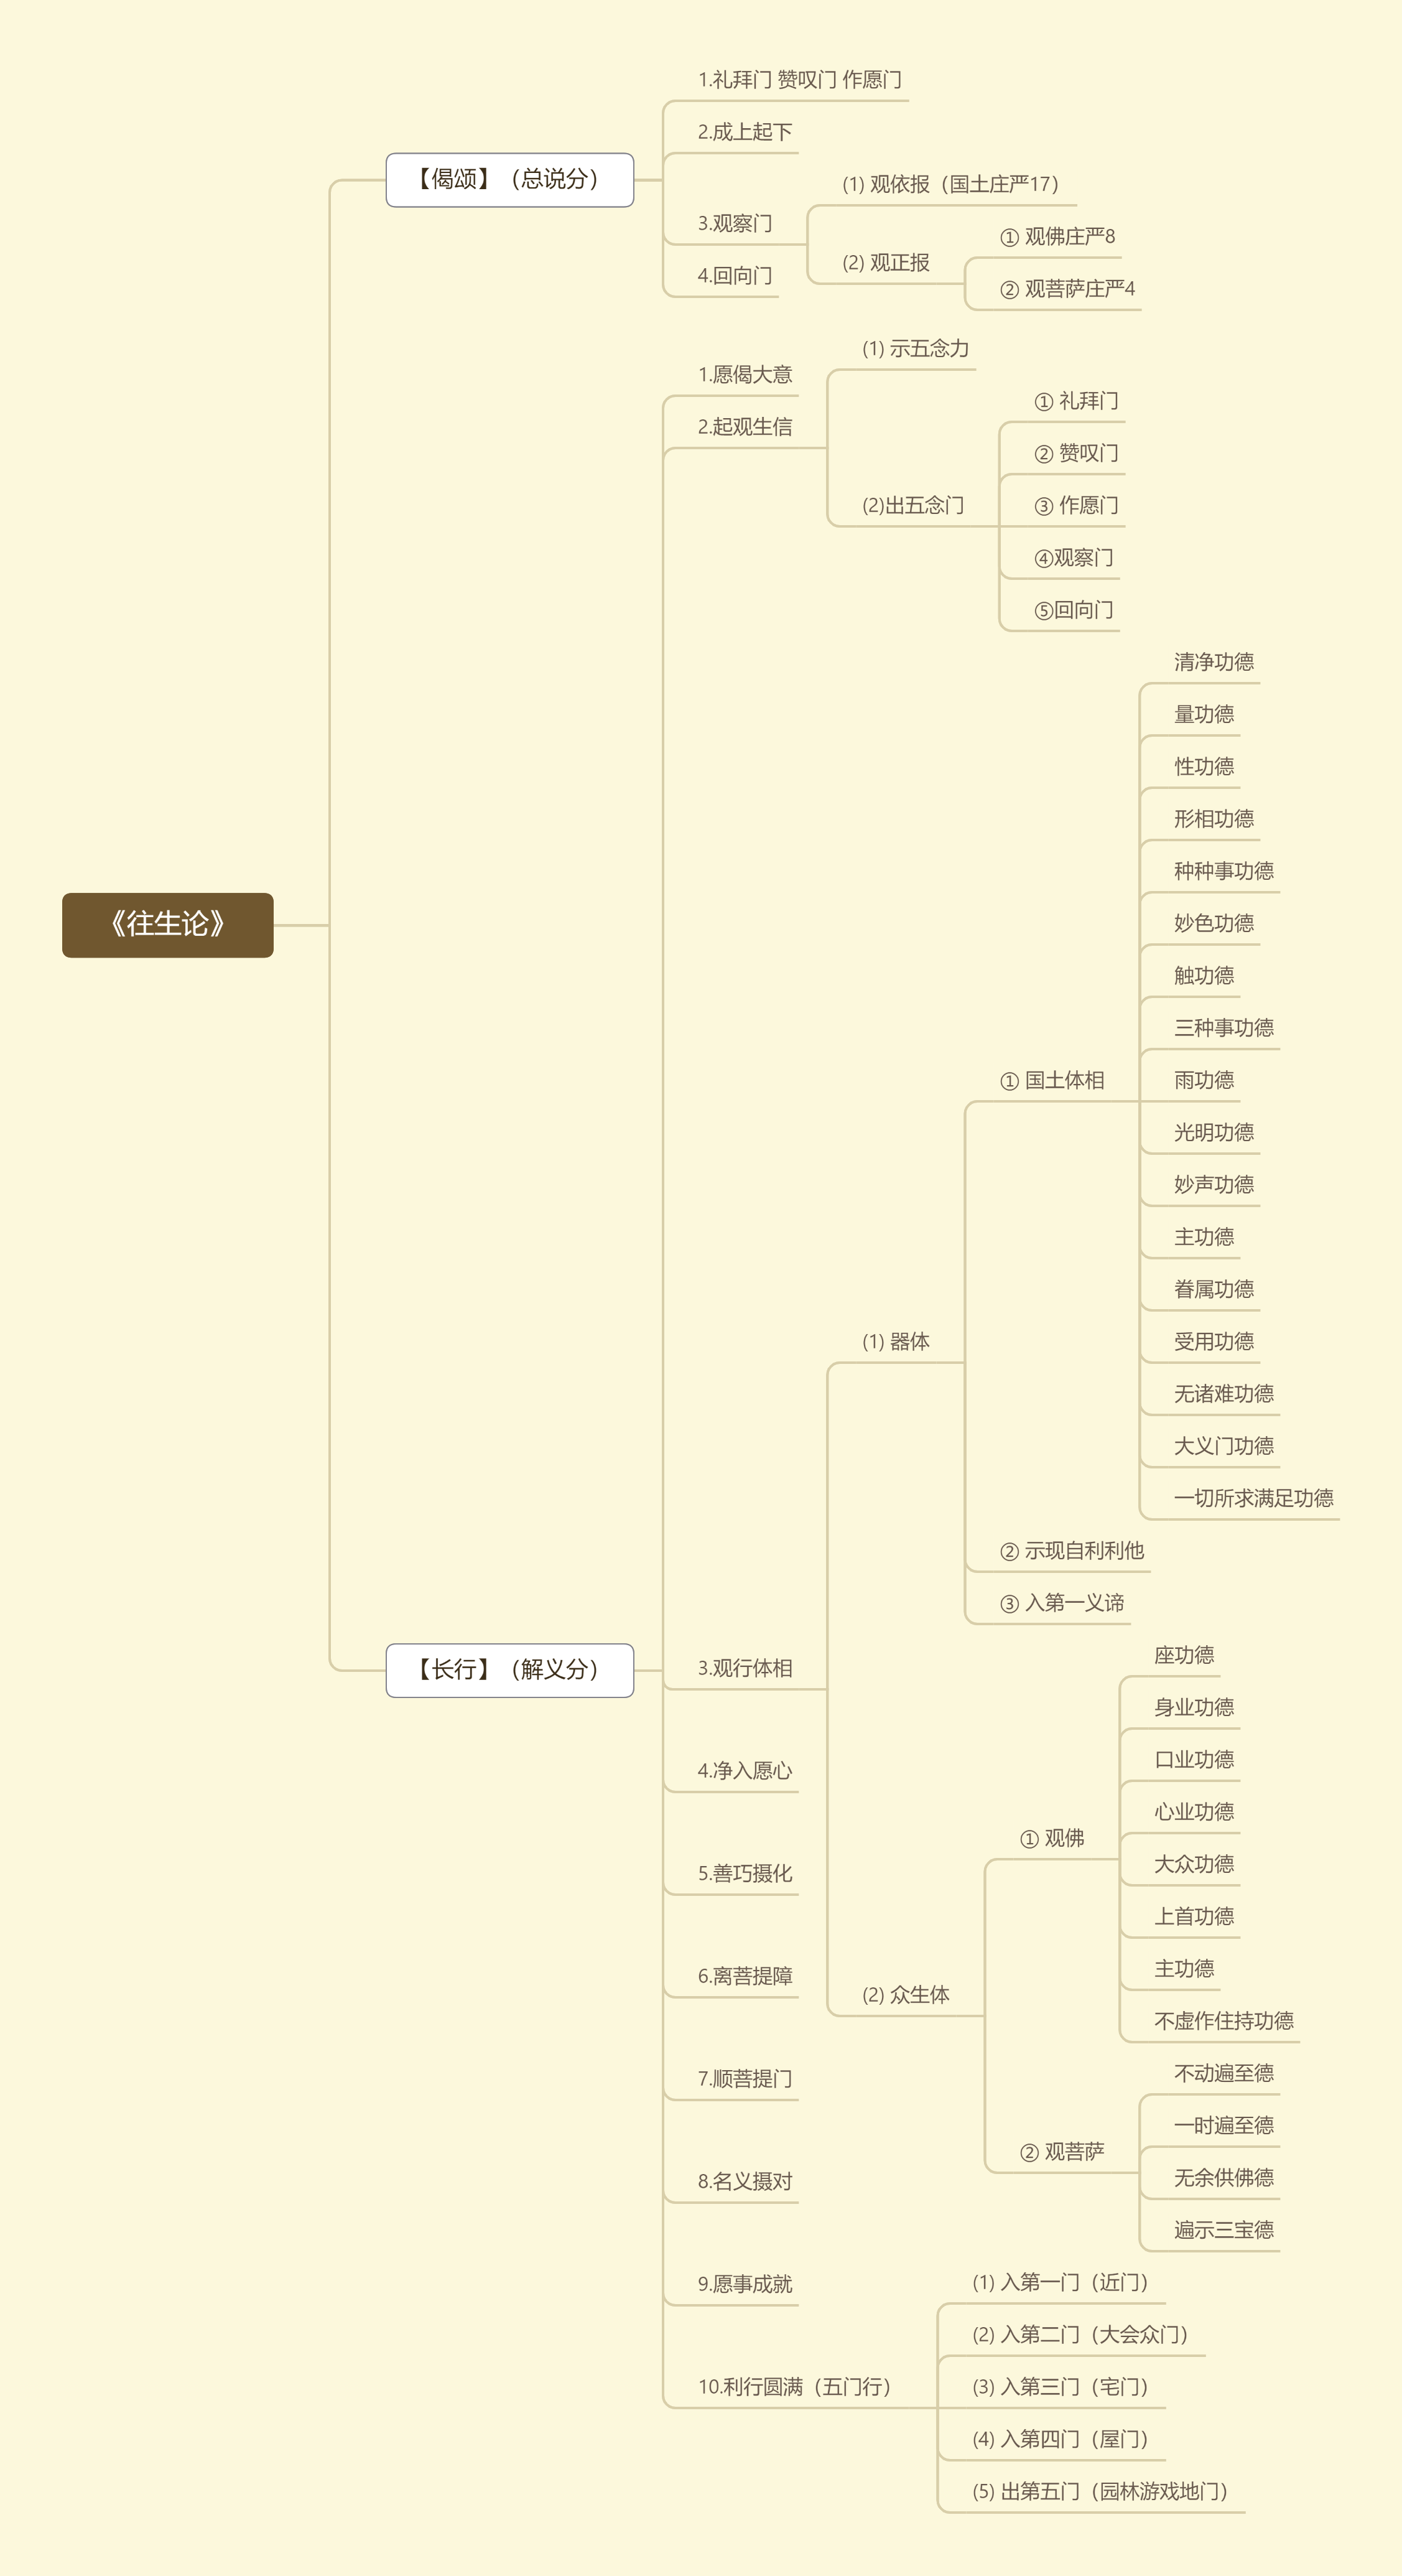 《往生论》
【偈颂】（总说分）
1.礼拜门 赞叹门 作愿门
2.成上起下
3.观察门
(1) 观依报（国土庄严17）
(2) 观正报
① 观佛庄严8
② 观菩萨庄严4
4.回向门
【长行】（解义分）
1.愿偈大意
2.起观生信
(1) 示五念力
(2)出五念门
① 礼拜门
② 赞叹门
③ 作愿门
④观察门
⑤回向门
3.观行体相
(1) 器体
① 国土体相
清净功德
量功德
性功德
形相功德
种种事功德
妙色功德
触功德
三种事功德
雨功德
光明功德
妙声功德
主功德
眷属功德
受用功德
无诸难功德
大义门功德
一切所求满足功德
② 示现自利利他
③ 入第一义谛
(2) 众生体
① 观佛
座功德
身业功德
口业功德
心业功德
大众功德
上首功德
主功德
不虚作住持功德
② 观菩萨
不动遍至德
一时遍至德
无余供佛德
遍示三宝德
4.净入愿心
5.善巧摄化
6.离菩提障
7.顺菩提门
8.名义摄对
9.愿事成就
10.利行圆满（五门行）
(1) 入第一门（近门）
(2) 入第二门（大会众门）
(3) 入第三门（宅门）
(4) 入第四门（屋门）
(5) 出第五门（园林游戏地门）